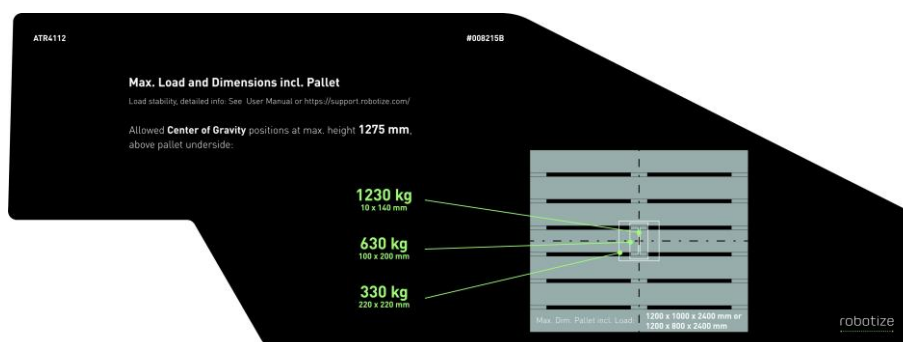 ATR4112
#008215B
Max. Load and Dimensions incl. Pallet
Load stability, detailed info: See User Manual or https://support.robotize.com/
Allowed Center of Gravity positions at max. height 1275 mm,
above pallet underside:
1230 kg
10 x 140 mm
630 kg
100 x 200 mm
330 kg
220 x 220 mm
Max. Dim. Pallet incl. Load: 1200 x 1000 x 2400 mm or
1200 x 800 x 2400 mm
robotize